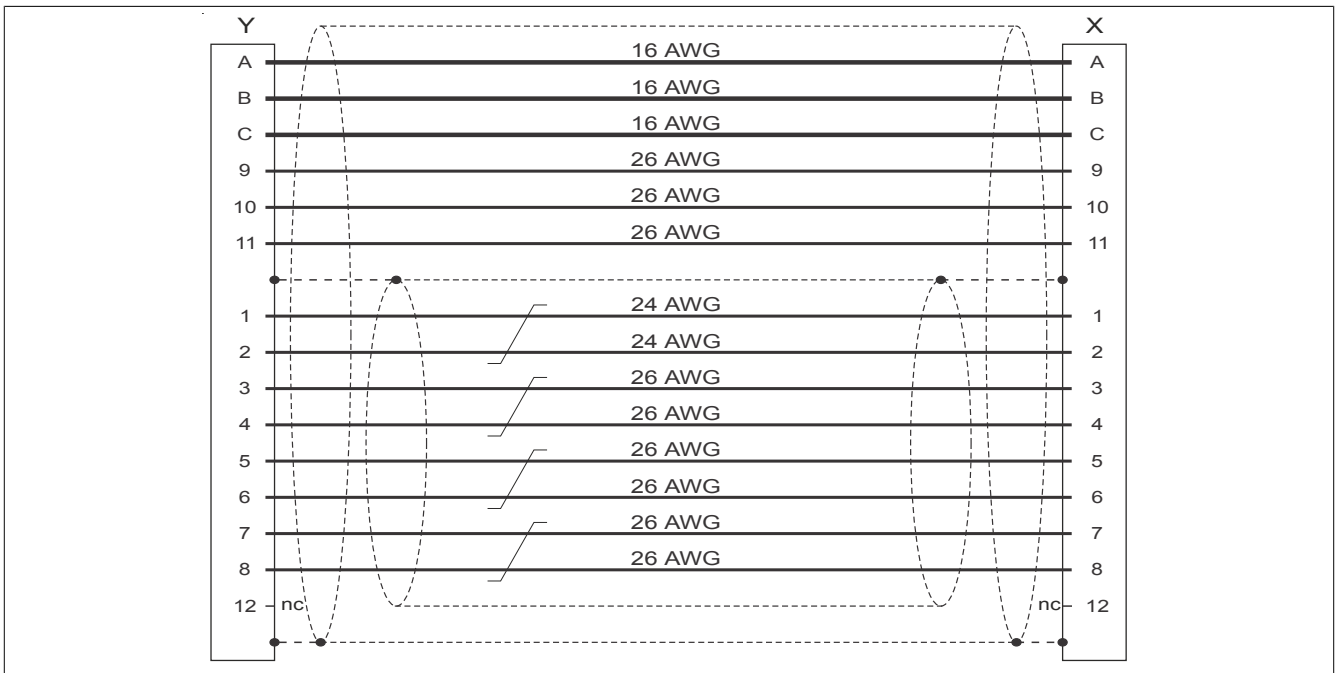 Y X
A 16 AWG A
B 16 AWG B
C 16 AWG C
9 26 AWG 9
10 26 AWG 10
11 26 AWG 11
1 24 AWG 1
2 24 AWG 2
3 26 AWG 3
4 26 AWG 4
5 26 AWG 5
6 26 AWG 6
7 26 AWG 7
8 26 AWG 8
12 nc nc 12